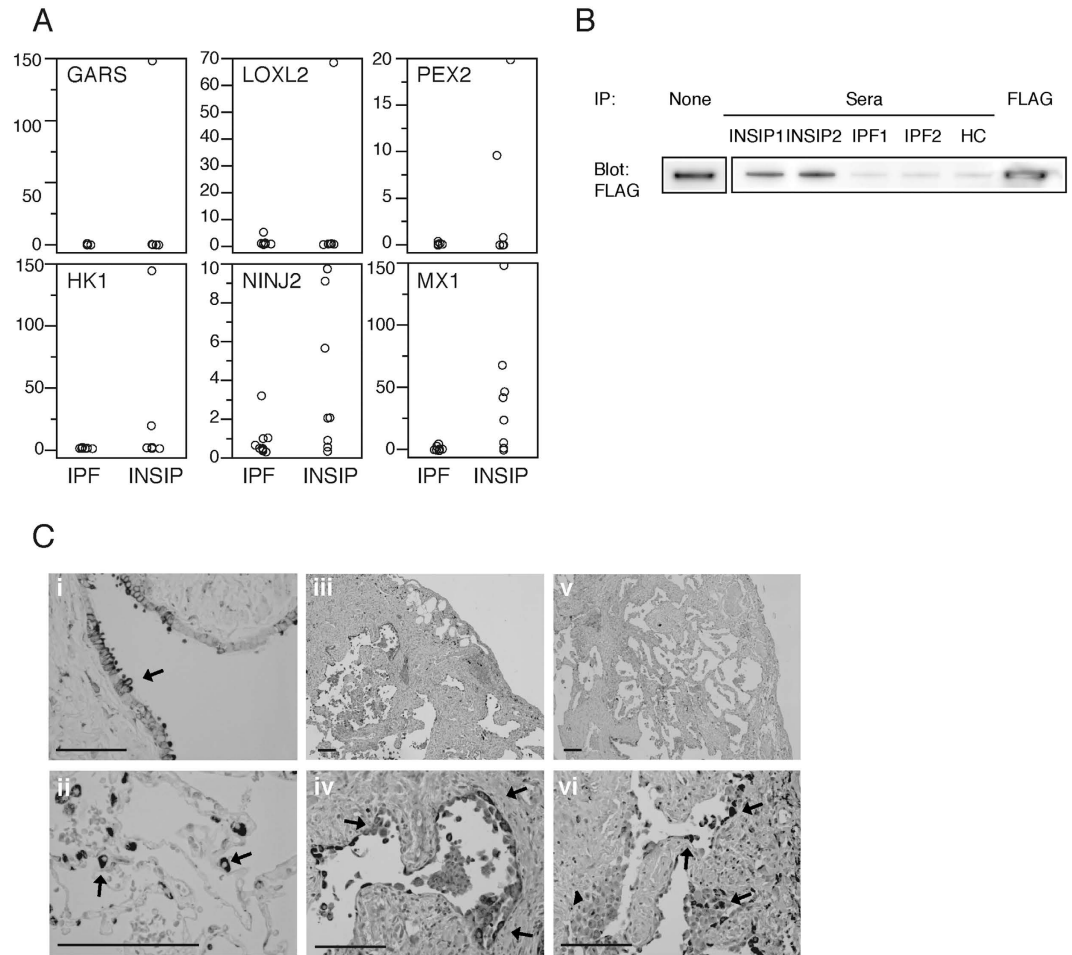 A
150
GARS
100
50
0
70
LOXL2
60
50
40
30
20
10
0
20
PEX2
15
10
5
0
150
HK1
100
50
0
IPF INSIP
10
NINJ2
8
6
4
2
0
IPF INSIP
150
MX1
100
50
0
IPF INSIP
B
IP: None Sera FLAG
INSIP1 INSIP2 IPF1 IPF2 HC
Blot:
FLAG
C
i
iii
v
ii
iv
vi